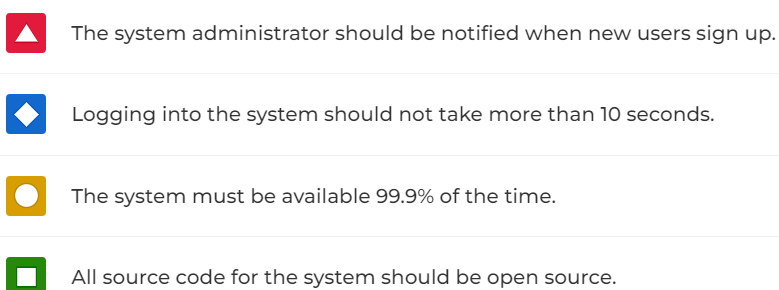 The system administrator should be notified when new users sign up.
Logging into the system should not take more than 10 seconds.
The system must be available 99.9% of the time.
All source code for the system should be open source.